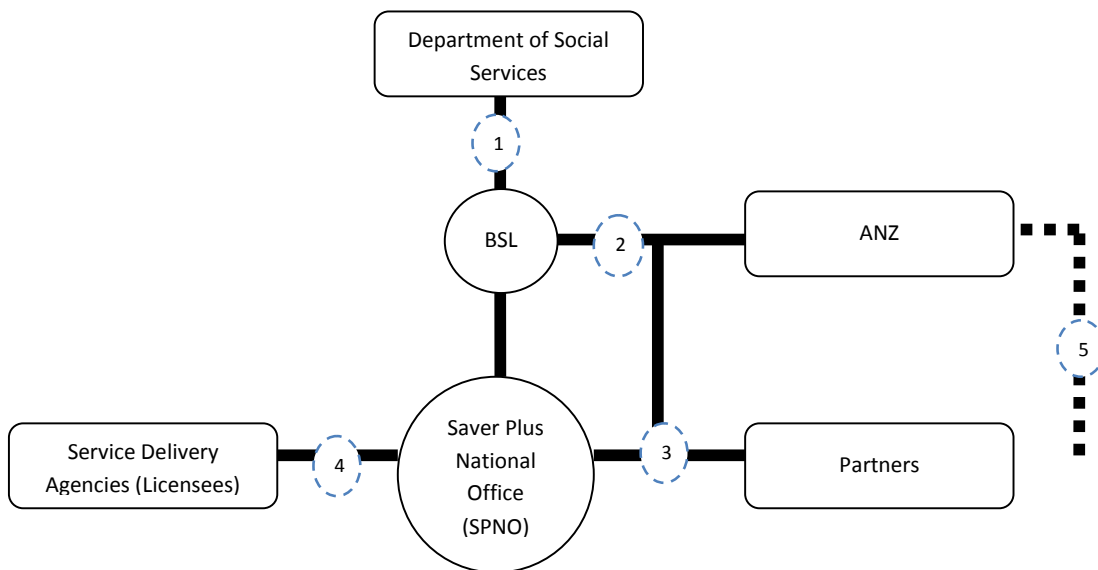 Department of Social
Services
1
BSL
2
ANZ
5
Service Delivery
Agencies (Licensees)
4
Saver Plus
National
Office
(SPNO)
3
Partners